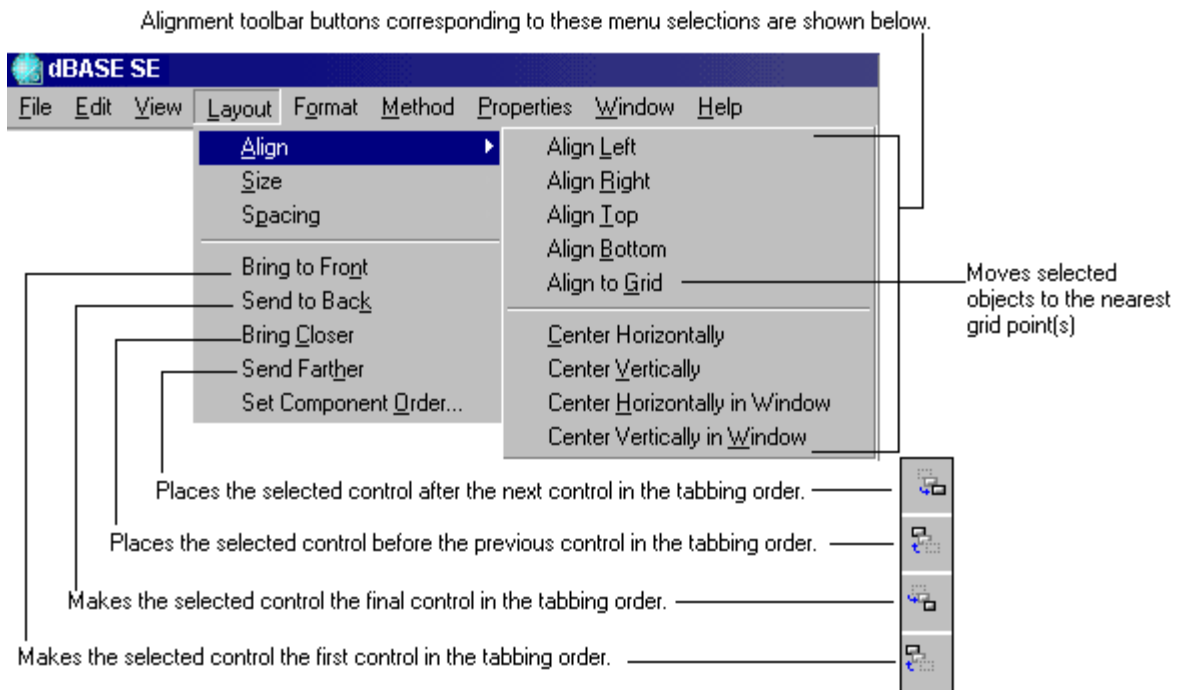 Alignment toolbar buttons corresponding to these menu selections are shown below.
dBASE SE
File Edit View Layout Format Method Properties Window Help
Align
Size
Spacing
Bring to Front
Send to Back
Bring Closer
Send Farther
Set Component Order...
Align Left
Align Right
Align Top
Align Bottom
Align to Grid
Center Horizontally
Center Vertically
Center Horizontally in Window
Center Vertically in Window
Moves selected
objects to the nearest
grid point(s)
Places the selected control after the next control in the tabbing order.
Places the selected control before the previous control in the tabbing order.
Makes the selected control the final control in the tabbing order.
Makes the selected control the first control in the tabbing order.